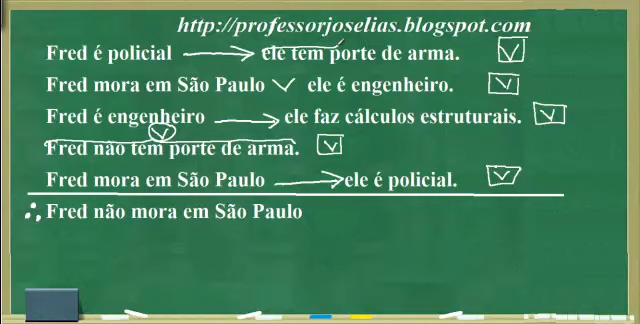 http://professorjoselias.blogspot.com
Fred é policial → ele tem porte de arma. V
Fred mora em São Paulo ∨ ele é engenheiro. V
Fred é engenheiro → ele faz cálculos estruturais. V
V
Fred não tem porte de arma. V
Fred mora em São Paulo → ele é policial. V
∴ Fred não mora em São Paulo